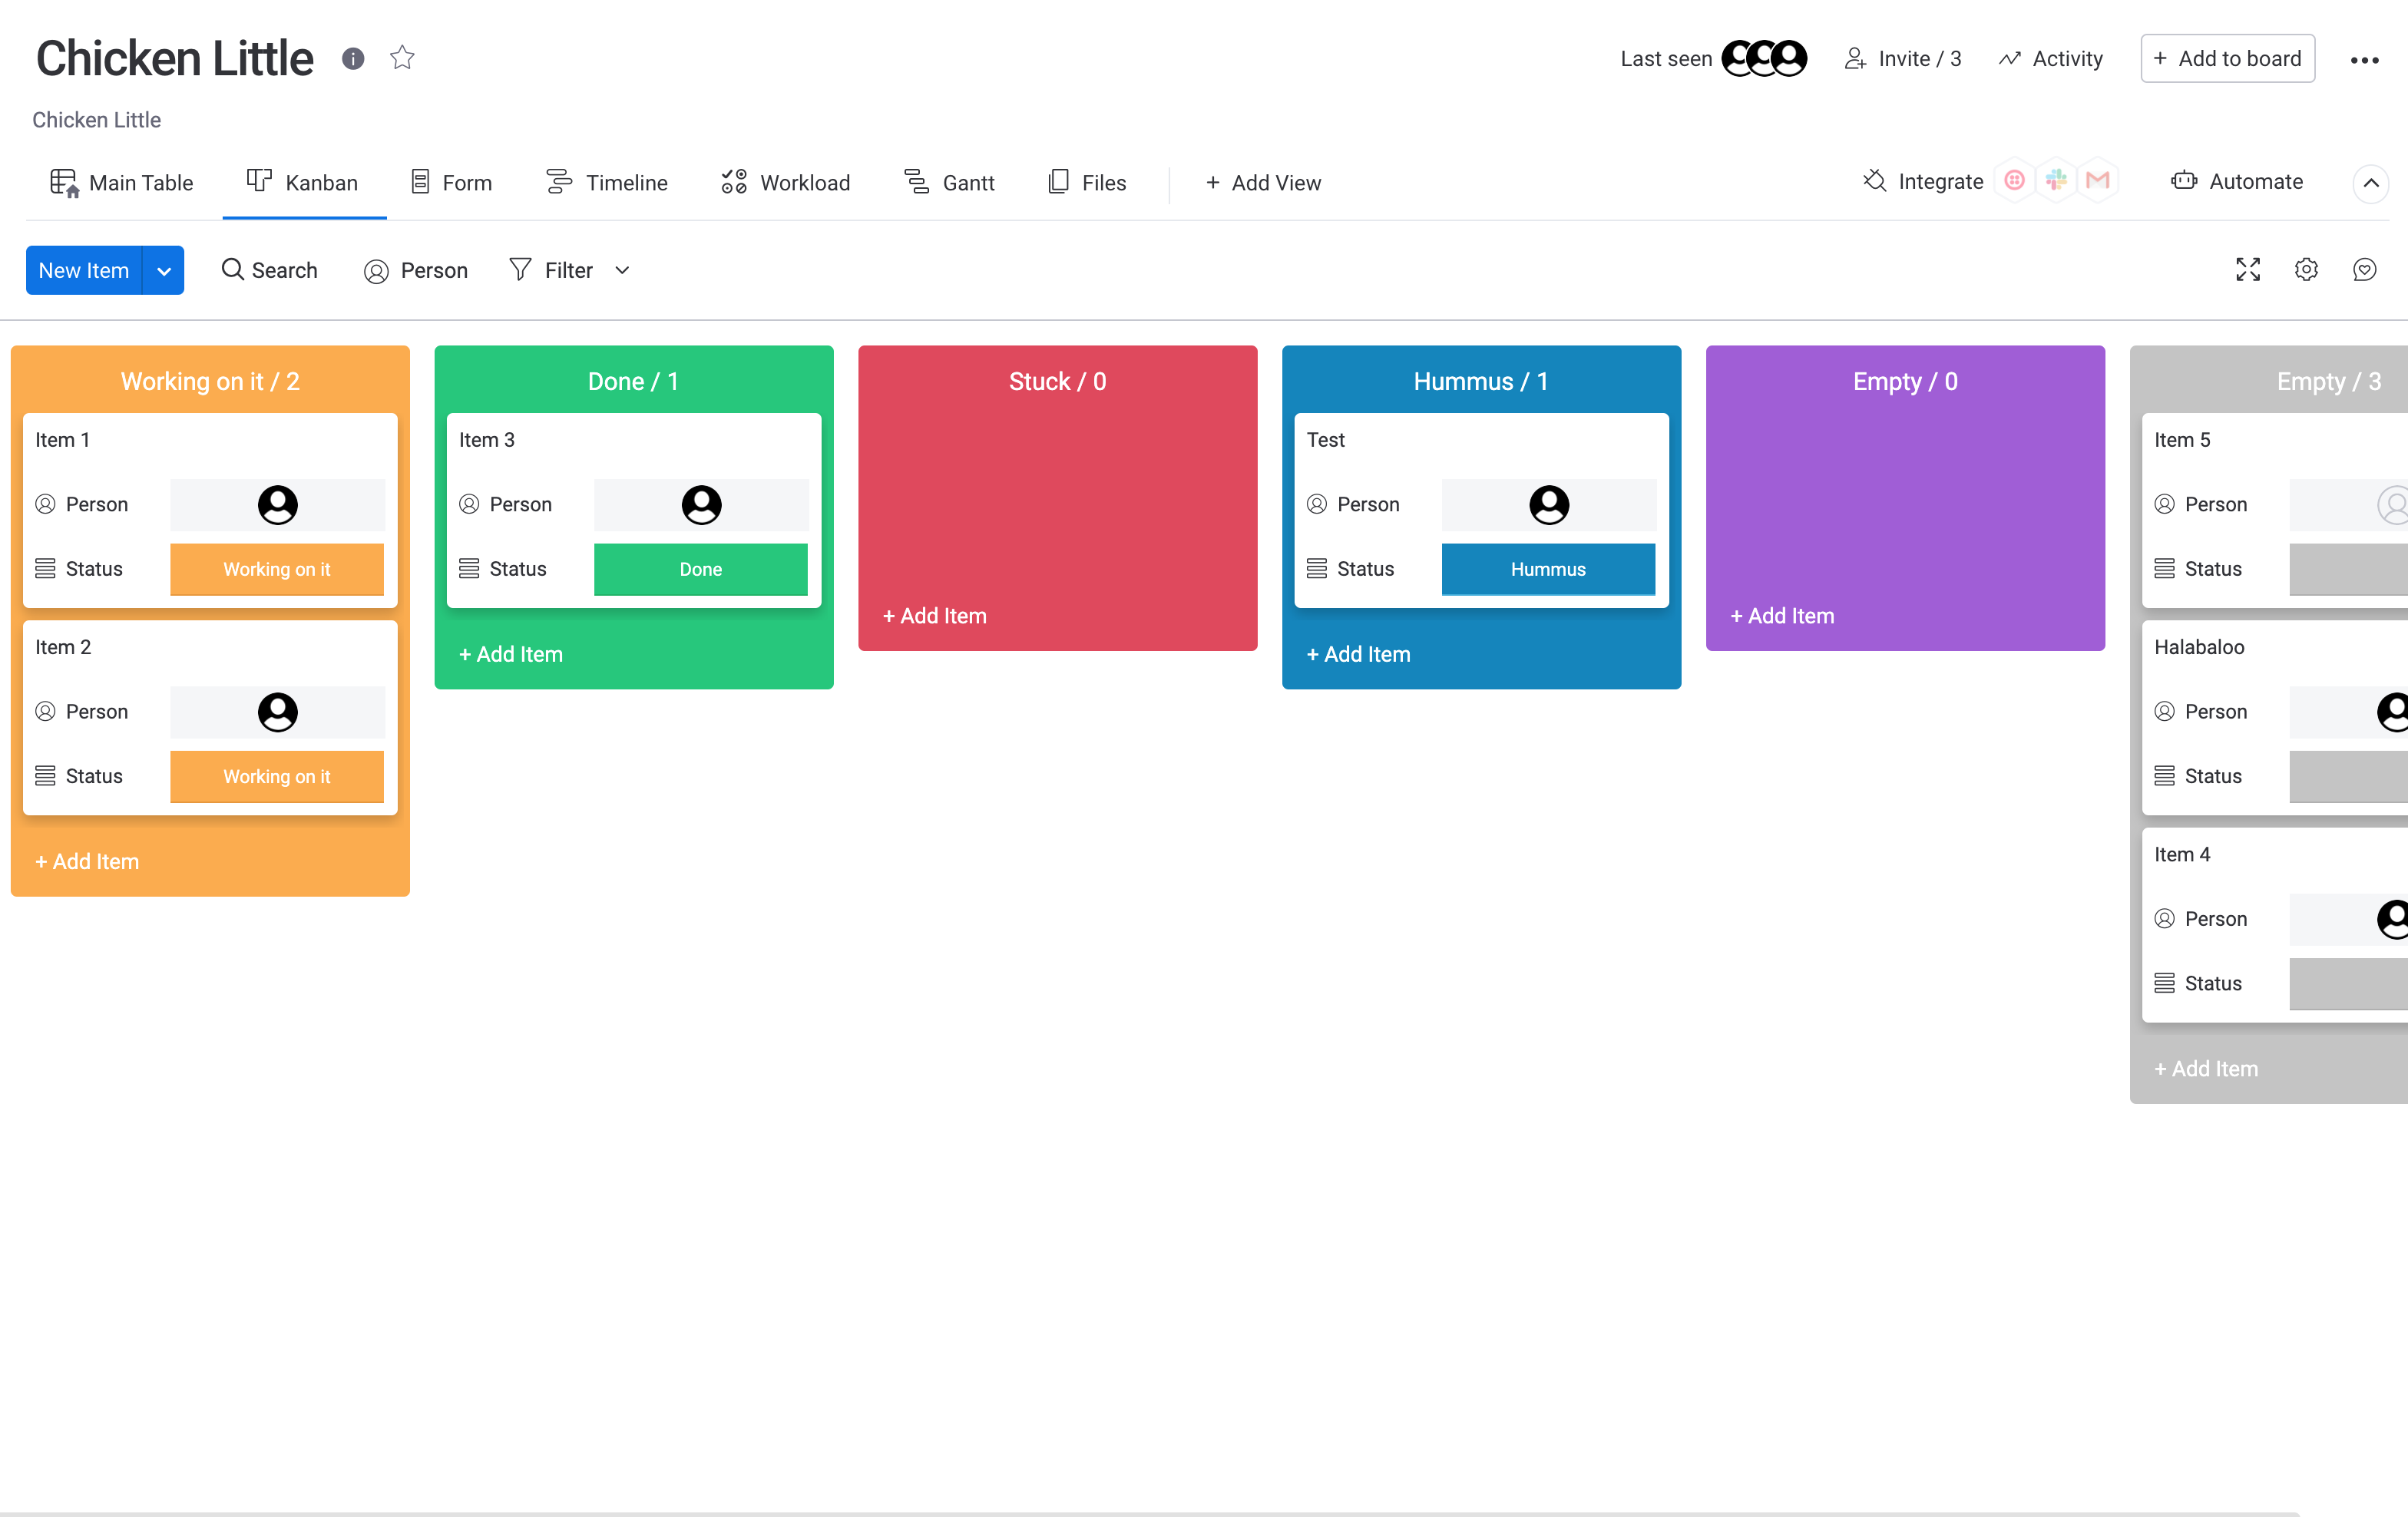 Chicken Little
Last seen
Invite / 3
Activity
+ Add to board
Chicken Little
Main Table
Kanban
Form
Timeline
Workload
Gantt
Files
+ Add View
Integrate
Automate
New Item
Search
Person
Filter
Working on it / 2
Item 1
Person
Status Working on it
Item 2
Person
Status Working on it
+ Add Item
Done / 1
Item 3
Person
Status Done
+ Add Item
Stuck / 0
+ Add Item
Hummus / 1
Test
Person
Status Hummus
+ Add Item
Empty / 0
+ Add Item
Empty / 3
Item 5
Person
Status
Halabaloo
Person
Status
Item 4
Person
Status
+ Add Item